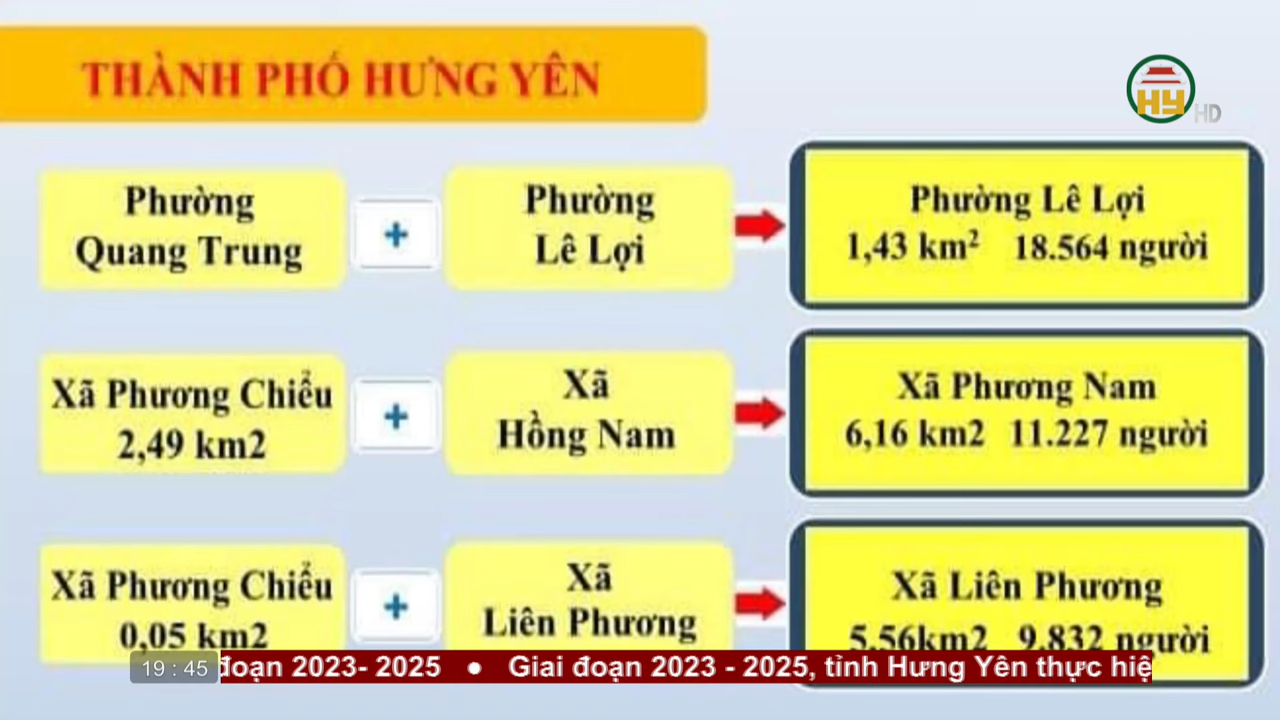 THÀNH PHỐ HƯNG YÊN
HY HD
Phường
Quang Trung
+
Phường
Lê Lợi
Phường Lê Lợi
1,43 km² 18.564 người
Xã Phương Chiểu
2,49 km2
+
Xã
Hồng Nam
Xã Phương Nam
6,16 km2 11.227 người
Xã Phương Chiểu
0,05 km2
+
Xã
Liên Phương
Xã Liên Phương
5,56km2 9.832 người
19 : 45 đoạn 2023- 2025 ● Giai đoạn 2023 - 2025, tỉnh Hưng Yên thực hiệ